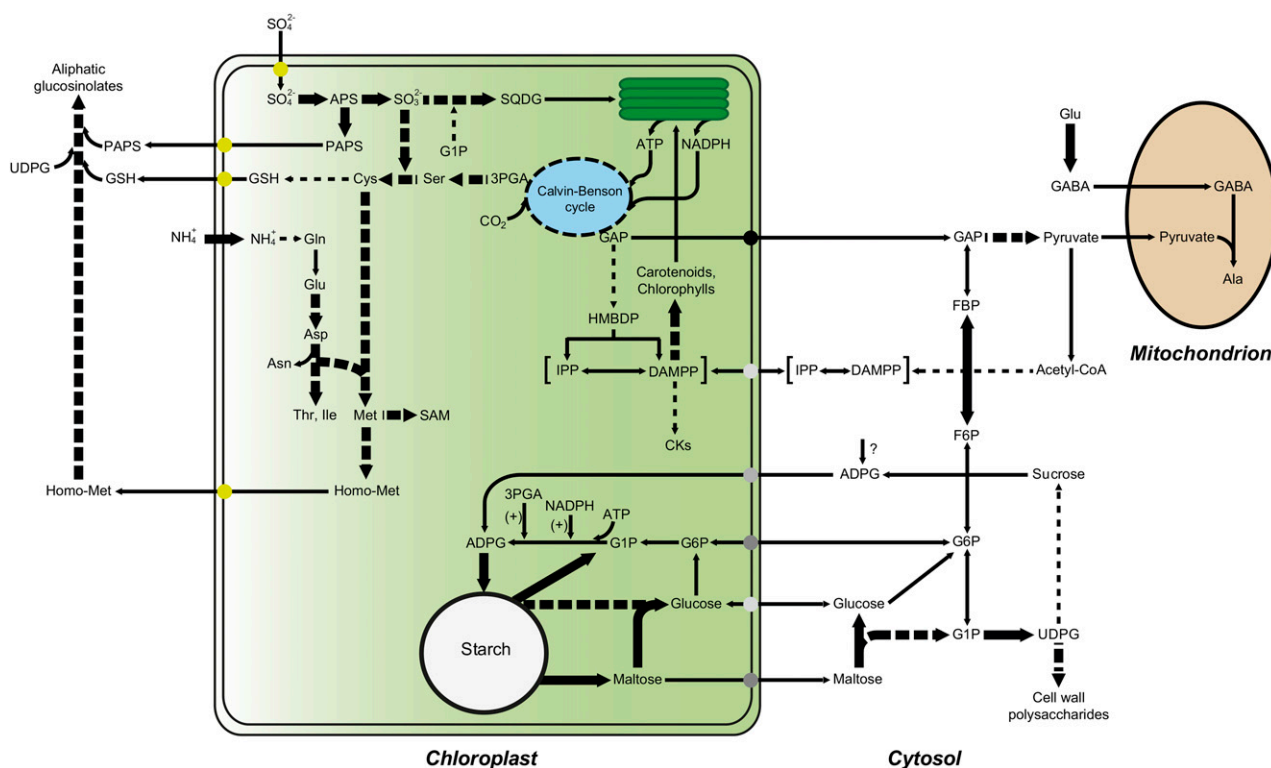 SO₄²⁻
Aliphatic
glucosinolates
SO₄²⁻ APS SO₃²⁻ SQDG
PAPS PAPS G1P ATP NADPH Glu
UDPG
GSH GSH Cys Ser 3PGA Calvin-Benson
cycle
GABA GABA
CO₂
NH₄⁺ NH₄⁺ Gln GAP GAP Pyruvate Pyruvate
Glu Carotenoids,
Chlorophylls
Ala
FBP
Asp HMBDP
Mitochondrion
Asn [ IPP DAMPP ] [ IPP DAMPP ] Acetyl-CoA
Thr, Ile Met SAM
CKs F6P
?
ADPG Sucrose
Homo-Met Homo-Met
3PGA
(+)
NADPH
(+)
ATP
ADPG G1P G6P G6P
Glucose Glucose
G1P UDPG
Starch
Maltose Maltose
Cell wall
polysaccharides
Chloroplast Cytosol